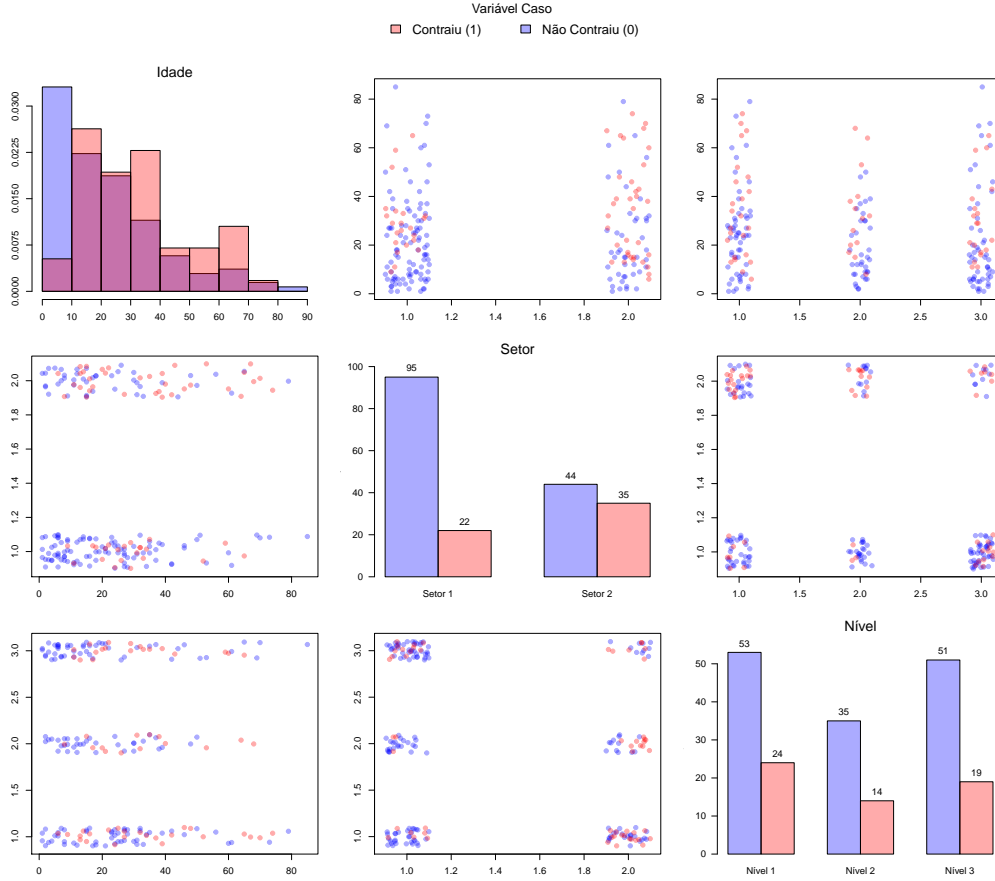 Variável Caso
Contraiu (1) Não Contraiu (0)
Idade
0.0000 0.0075 0.0150 0.0225 0.0300
0 10 20 30 40 50 60 70 80 90
0 20 40 60 80
1.0 1.2 1.4 1.6 1.8 2.0
0 20 40 60 80
1.0 1.5 2.0 2.5 3.0
1.0 1.2 1.4 1.6 1.8 2.0
0 20 40 60 80
Setor
0 20 40 60 80 100
95
22
44
35
Setor 1 Setor 2
1.0 1.2 1.4 1.6 1.8 2.0
1.0 1.5 2.0 2.5 3.0
1.0 1.5 2.0 2.5 3.0
0 20 40 60 80
1.0 1.5 2.0 2.5 3.0
1.0 1.2 1.4 1.6 1.8 2.0
Nível
0 10 20 30 40 50
53
24
35
14
51
19
Nível 1 Nível 2 Nível 3